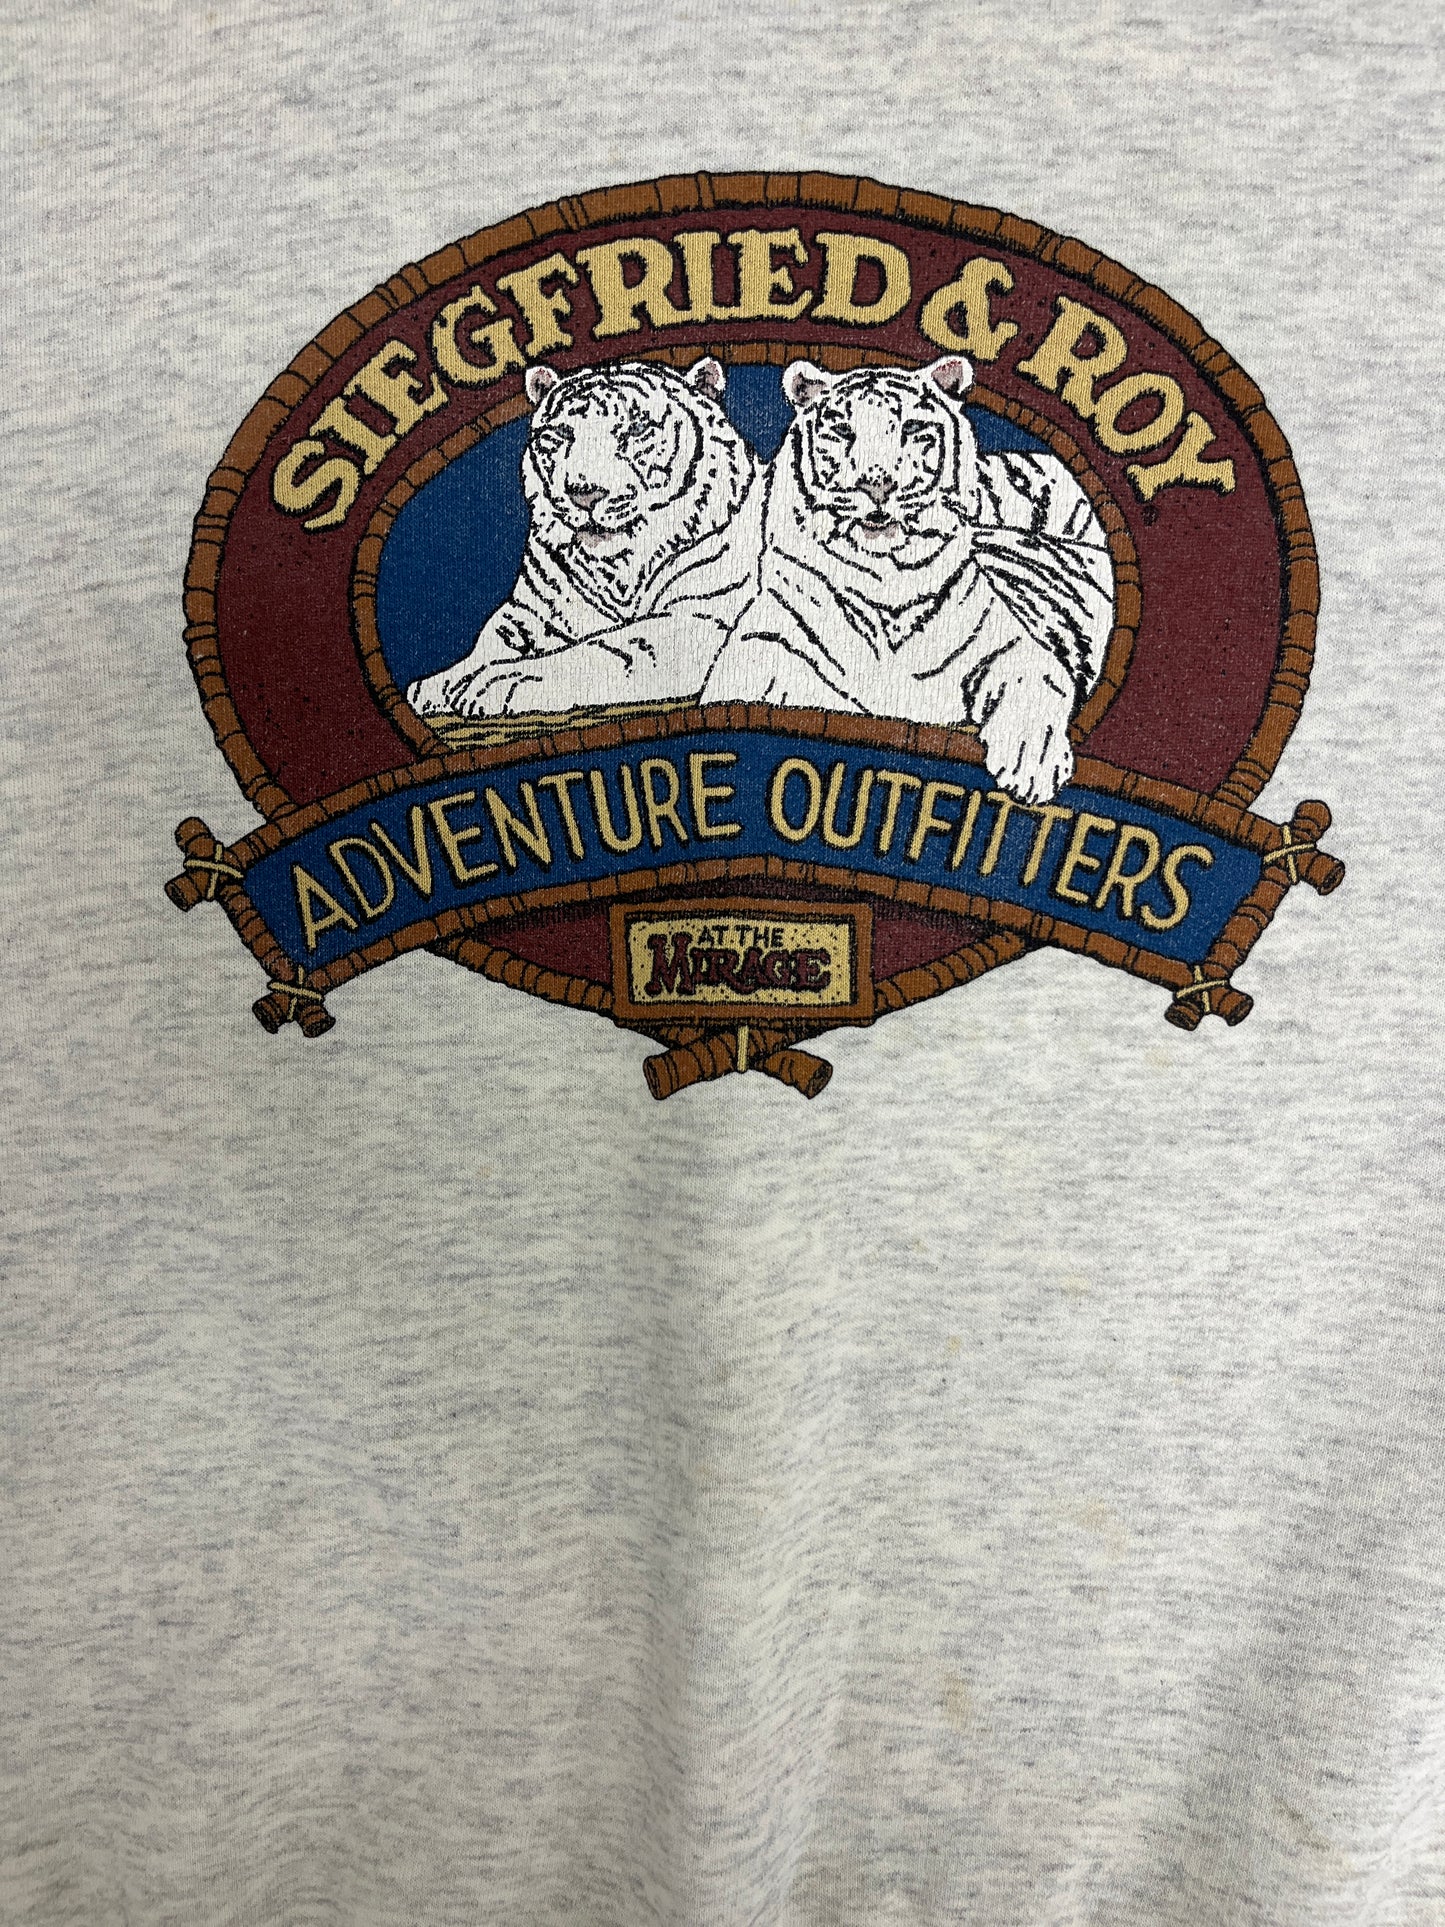 SIEGFRIED & ROY
ADVENTURE OUTFITTERS
AT THE
MIRAGE